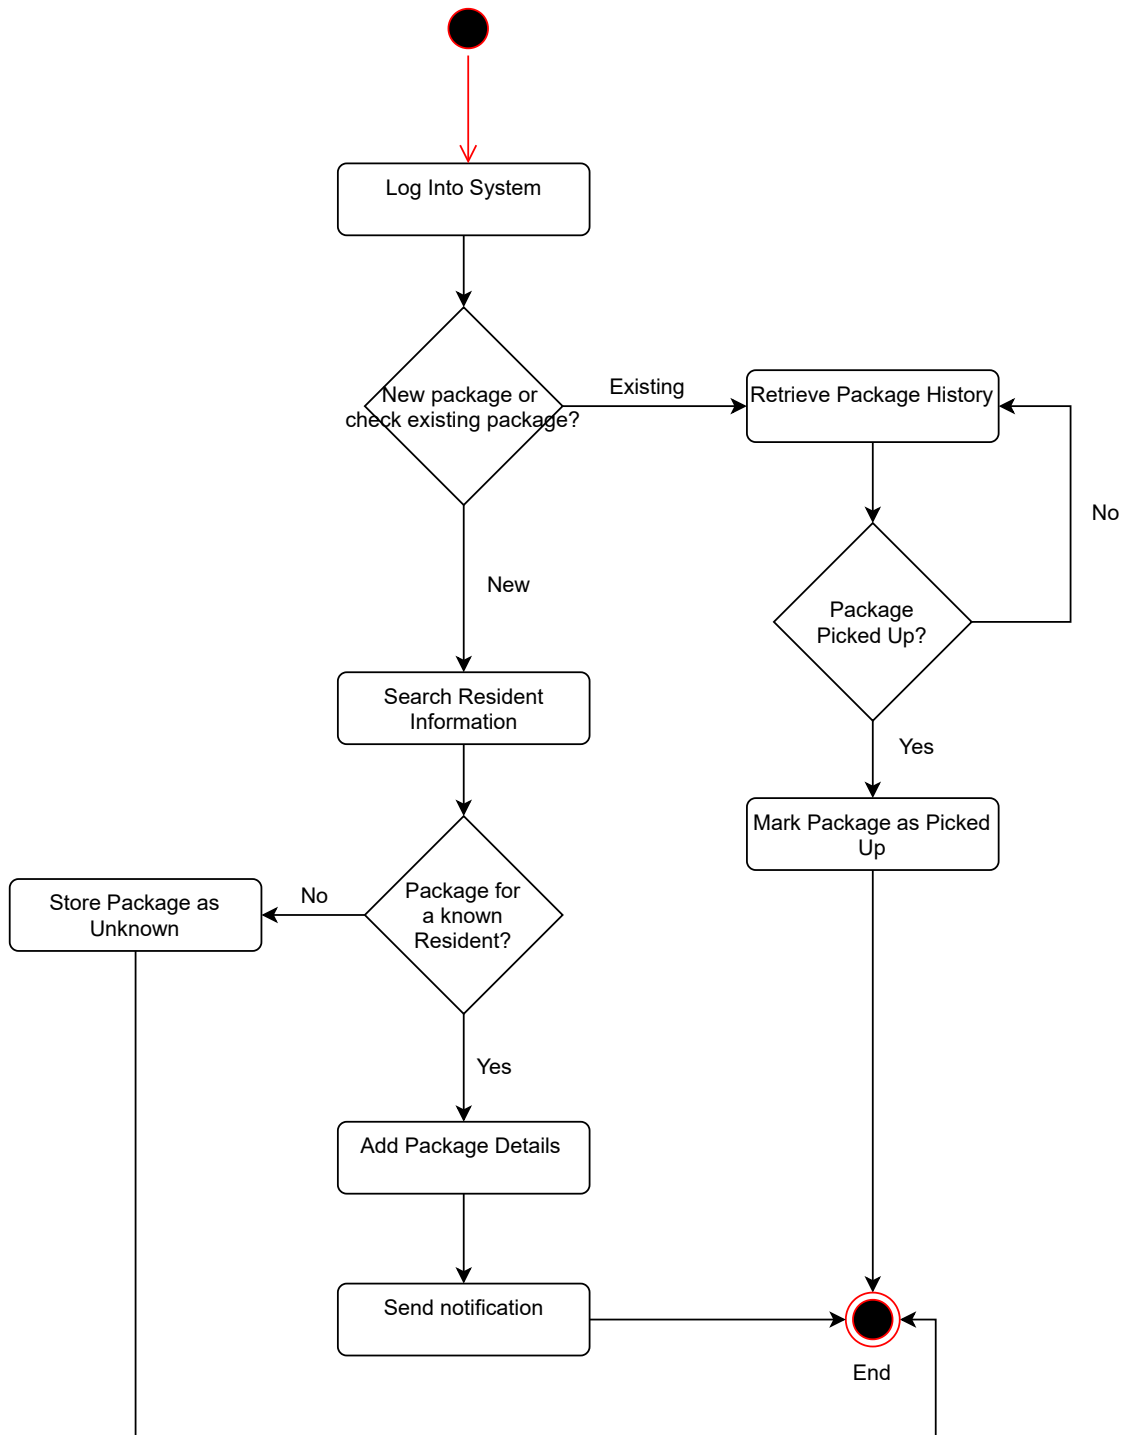 Log Into System
New package or
check existing package?
Existing
Retrieve Package History
No
New
Package
Picked Up?
Search Resident
Information
Yes
Mark Package as Picked
Up
Store Package as
Unknown
No
Package for
a known
Resident?
Yes
Add Package Details
Send notification
End